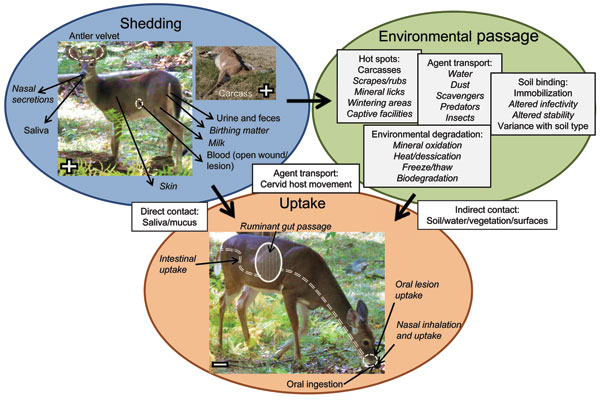 Shedding
Antler velvet
Carcass
Nasal
secretions
Saliva
Urine and feces
Birthing matter
Milk
Blood (open wound/
lesion)
Skin
Environmental passage
Hot spots:
Carcasses
Scrapes/rubs
Mineral licks
Wintering areas
Captive facilities
Agent transport:
Water
Dust
Scavengers
Predators
Insects
Soil binding:
Immobilization
Altered infectivity
Altered stability
Variance with soil type
Environmental degradation:
Mineral oxidation
Heat/dessication
Freeze/thaw
Biodegradation
Agent transport:
Cervid host movement
Direct contact:
Saliva/mucus
Indirect contact:
Soil/water/vegetation/surfaces
Uptake
Ruminant gut passage
Intestinal
uptake
Oral lesion
uptake
Nasal inhalation
and uptake
Oral ingestion